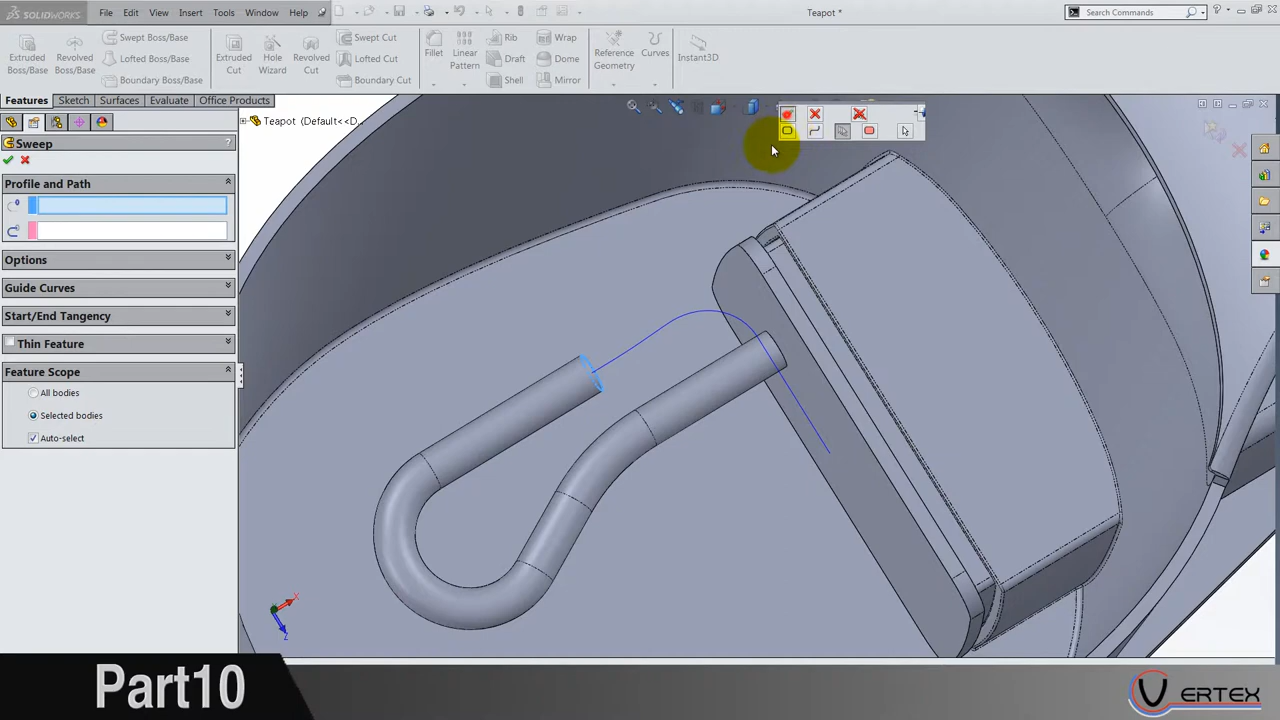 SOLIDWORKS File Edit View Insert Tools Window Help Teapot * Search Commands
Extruded Boss/Base Revolved Boss/Base Swept Boss/Base Lofted Boss/Base Boundary Boss/Base Extruded Cut Hole Wizard Revolved Cut Swept Cut Lofted Cut Boundary Cut Fillet Linear Pattern Rib Draft Shell Wrap Dome Mirror Reference Geometry Curves Instant3D
Features Sketch Surfaces Evaluate Office Products
Teapot (Default<<D...
Sweep ?
Profile and Path
Options
Guide Curves
Start/End Tangency
Thin Feature
Feature Scope
All bodies
Selected bodies
Auto-select
X
Z
Part10
VERTEX